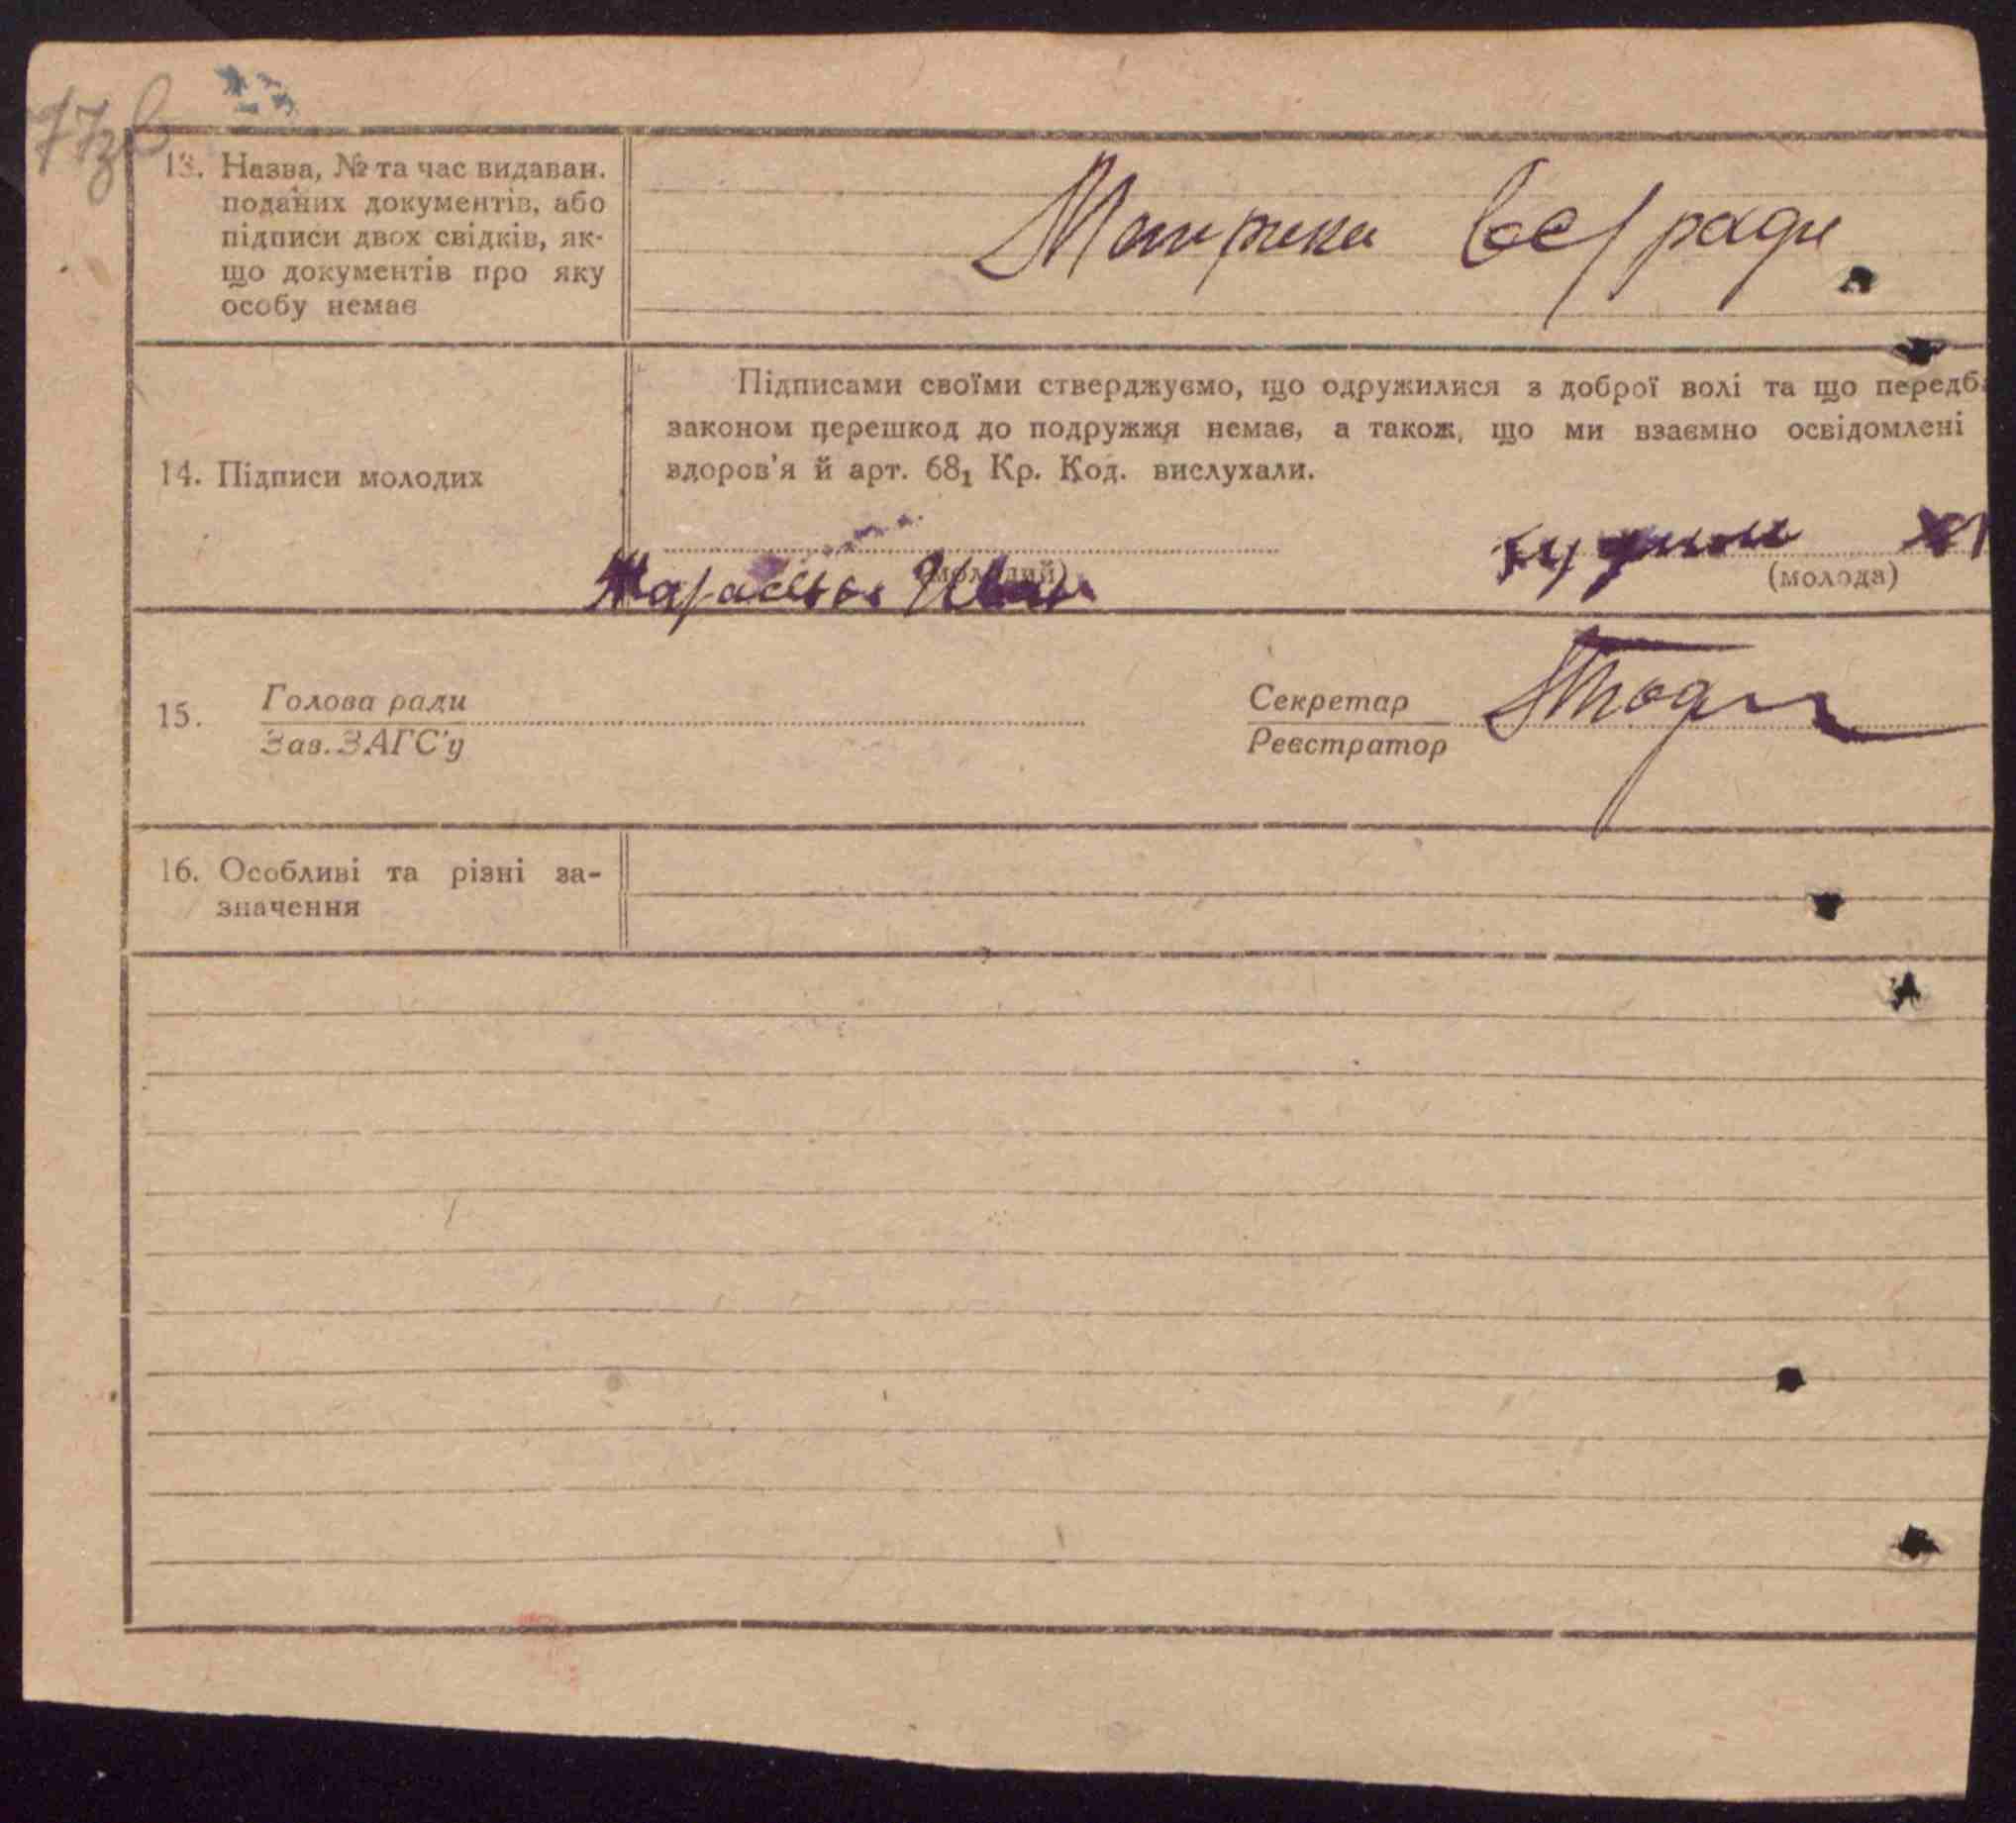 77зв
13. Назва, № та час видаван.
поданих документів, або
підписи двох свідків, як-
що документів про яку
особу немає
Матрики ради
Підписами своїми стверджуємо, що одружилися з доброї волі та що передб
законом перешкод до подружжя немає, а також, що ми взаємно освідомлені
14. Підписи молодих
здоров'я й арт. 68₁ Кр. Код. вислухали.
(молодий)
(молода)
Иван
15. Голова ради
Зав. ЗАГС'у
Секретар
Реєстратор
16. Особливі та різні за-
значення